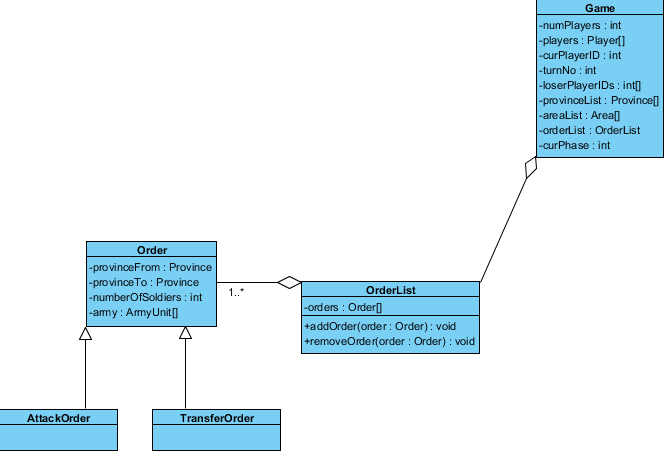 Game
-numPlayers : int
-players : Player[]
-curPlayerID : int
-turnNo : int
-loserPlayerIDs : int[]
-provinceList : Province[]
-areaList : Area[]
-orderList : OrderList
-curPhase : int
Order
-provinceFrom : Province
-provinceTo : Province
-numberOfSoldiers : int
-army : ArmyUnit[]
1..*
OrderList
-orders : Order[]
+addOrder(order : Order) : void
+removeOrder(order : Order) : void
AttackOrder
TransferOrder